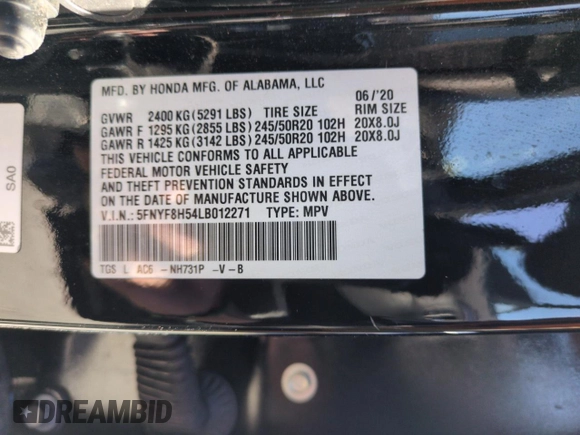 MFD. BY HONDA MFG. OF ALABAMA, LLC
06/'20
GVWR 2400 KG (5291 LBS) TIRE SIZE RIM SIZE
GAWR F 1295 KG (2855 LBS) 245/50R20 102H 20X8.0J
GAWR R 1425 KG (3142 LBS) 245/50R20 102H 20X8.0J
THIS VEHICLE CONFORMS TO ALL APPLICABLE
FEDERAL MOTOR VEHICLE SAFETY
AND THEFT PREVENTION STANDARDS IN EFFECT
ON THE DATE OF MANUFACTURE SHOWN ABOVE.
V.I.N.: 5FNYF8H54LB012271 TYPE: MPV
TGS L AC6 - NH731P - V - B
SA0
DREAMBID